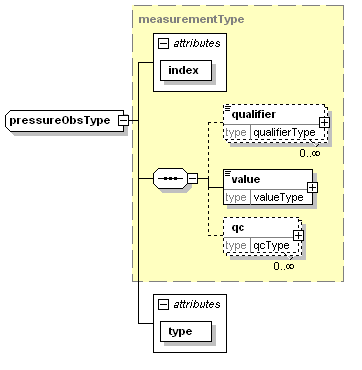 measurementType
attributes
index
pressureObsType
qualifier
type qualifierType
0..∞
value
type valueType
qc
type qcType
0..∞
attributes
type